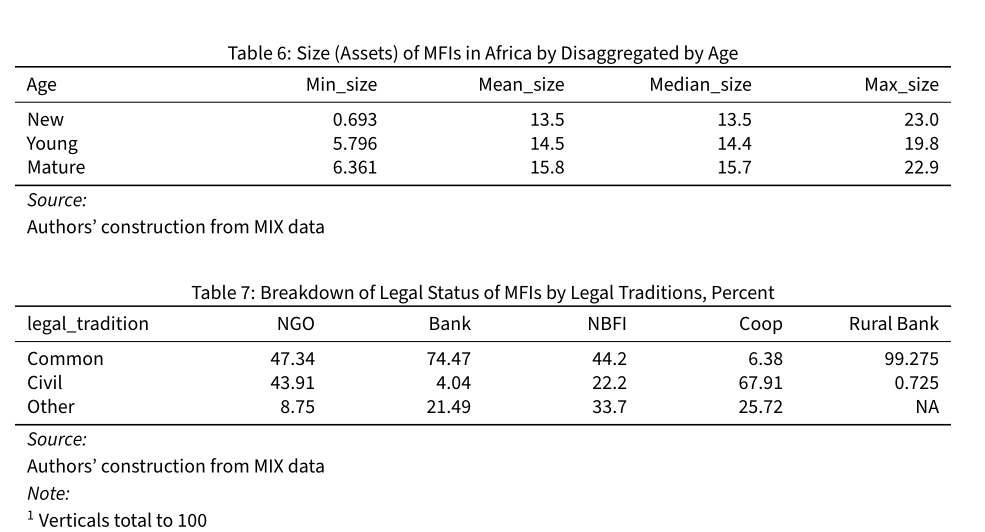 Table 6: Size (Assets) of MFIs in Africa by Disaggregated by Age
Age Min_size Mean_size Median_size Max_size
New 0.693 13.5 13.5 23.0
Young 5.796 14.5 14.4 19.8
Mature 6.361 15.8 15.7 22.9
Source:
Authors’ construction from MIX data
Table 7: Breakdown of Legal Status of MFIs by Legal Traditions, Percent
legal_tradition NGO Bank NBFI Coop Rural Bank
Common 47.34 74.47 44.2 6.38 99.275
Civil 43.91 4.04 22.2 67.91 0.725
Other 8.75 21.49 33.7 25.72 NA
Source:
Authors’ construction from MIX data
Note:
1 Verticals total to 100